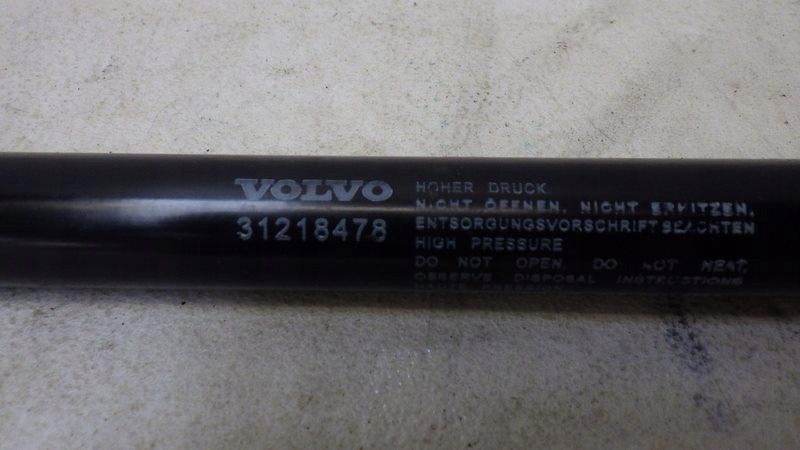 VOLVO
31218478
HOHER DRUCK
NICHT ÖFFNEN. NICHT ERHITZEN.
ENTSORGUNGSVORSCHRIFT BEACHTEN
HIGH PRESSURE
DO NOT OPEN. DO NOT HEAT.
OBSERVE DISPOSAL INSTRUCTIONS